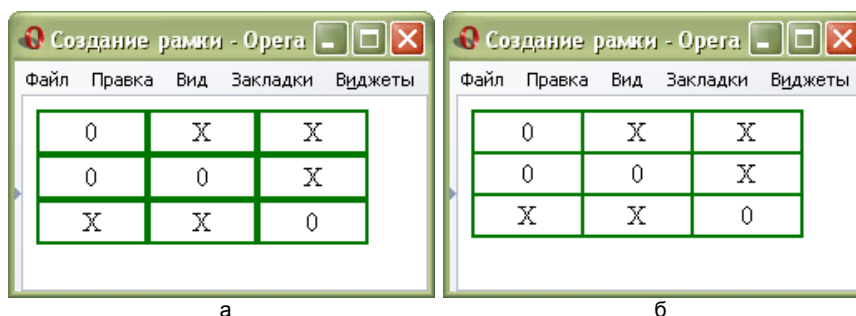 Создание рамки - Opera
Файл Правка Вид Закладки Виджеты
0 X X
0 0 X
X X 0
а
Создание рамки - Opera
Файл Правка Вид Закладки Виджеты
0 X X
0 0 X
X X 0
б